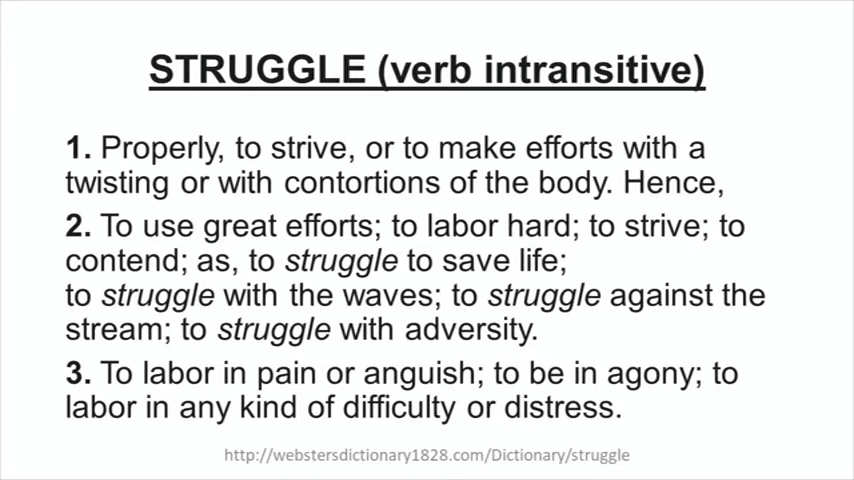 STRUGGLE (verb intransitive)
1. Properly, to strive, or to make efforts with a
twisting or with contortions of the body. Hence,
2. To use great efforts; to labor hard; to strive; to
contend; as, to struggle to save life;
to struggle with the waves; to struggle against the
stream; to struggle with adversity.
3. To labor in pain or anguish; to be in agony; to
labor in any kind of difficulty or distress.
http://webstersdictionary1828.com/Dictionary/struggle